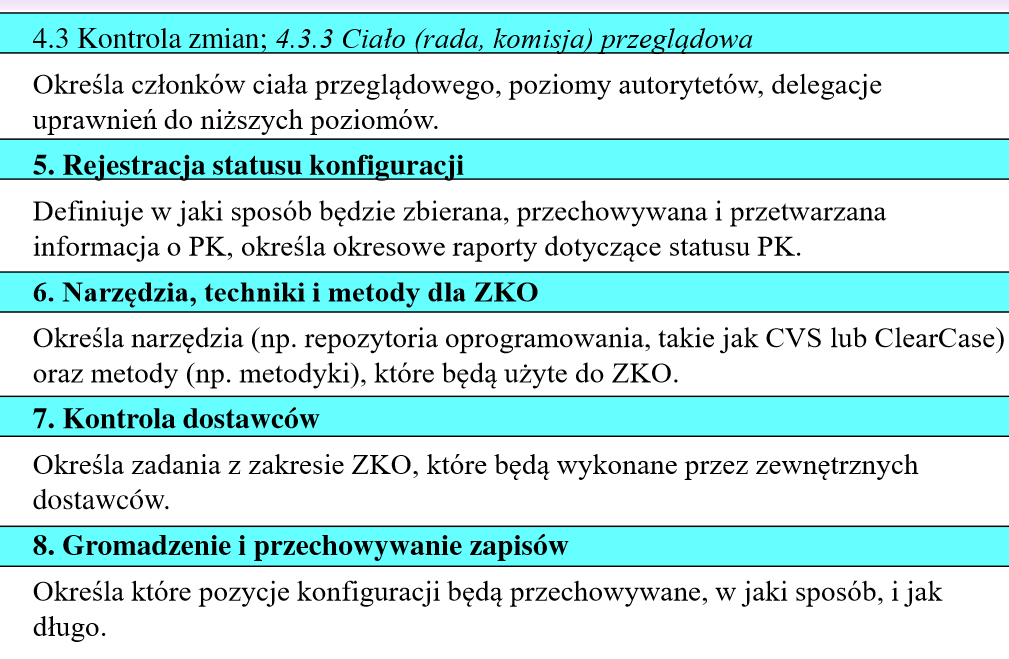 4.3 Kontrola zmian; 4.3.3 Ciało (rada, komisja) przeglądowa
Określa członków ciała przeglądowego, poziomy autorytetów, delegacje
uprawnień do niższych poziomów.
5. Rejestracja statusu konfiguracji
Definiuje w jaki sposób będzie zbierana, przechowywana i przetwarzana
informacja o PK, określa okresowe raporty dotyczące statusu PK.
6. Narzędzia, techniki i metody dla ZKO
Określa narzędzia (np. repozytoria oprogramowania, takie jak CVS lub ClearCase)
oraz metody (np. metodyki), które będą użyte do ZKO.
7. Kontrola dostawców
Określa zadania z zakresie ZKO, które będą wykonane przez zewnętrznych
dostawców.
8. Gromadzenie i przechowywanie zapisów
Określa które pozycje konfiguracji będą przechowywane, w jaki sposób, i jak
długo.